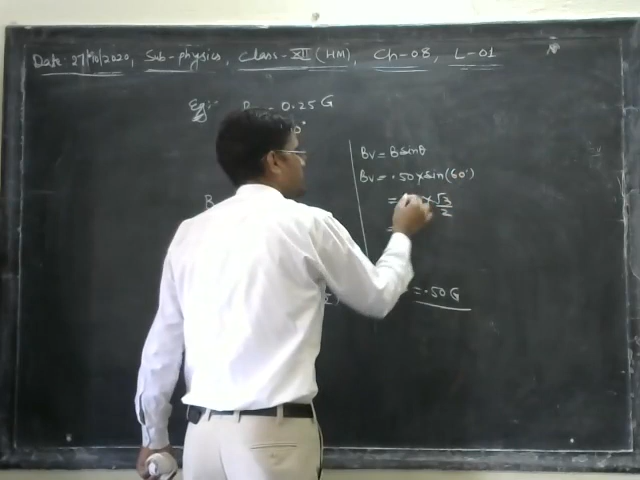 Date: 27/10/2020, Sub-physics, Class-XII (HM), Ch-08, L-01
Eg:- = 0.25 G
Bv = Bsinθ
Bv = .50 × sin(60°)
= × √3/2
=
= .50 G